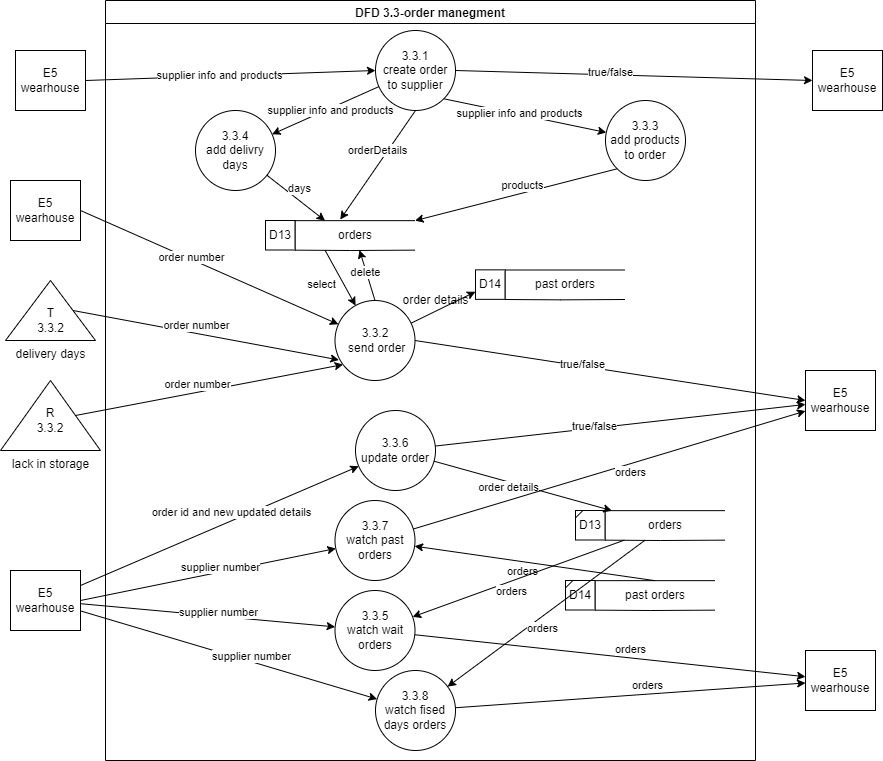 DFD 3.3-order manegment
E5
wearhouse
supplier info and products
3.3.1
create order
to supplier
true/false
E5
wearhouse
supplier info and products
supplier info and products
3.3.4
add delivry
days
orderDetails
3.3.3
add products
to order
days
products
E5
wearhouse
D13
orders
order number
select
delete
D14
past orders
order details
T
3.3.2
delivery days
order number
3.3.2
send order
true/false
order number
R
3.3.2
lack in storage
E5
wearhouse
3.3.6
update order
true/false
orders
order details
order id and new updated details
D13
orders
3.3.7
watch past
orders
supplier number
orders
orders
D14
past orders
E5
wearhouse
supplier number
3.3.5
watch wait
orders
orders
orders
supplier number
E5
wearhouse
orders
3.3.8
watch fised
days orders